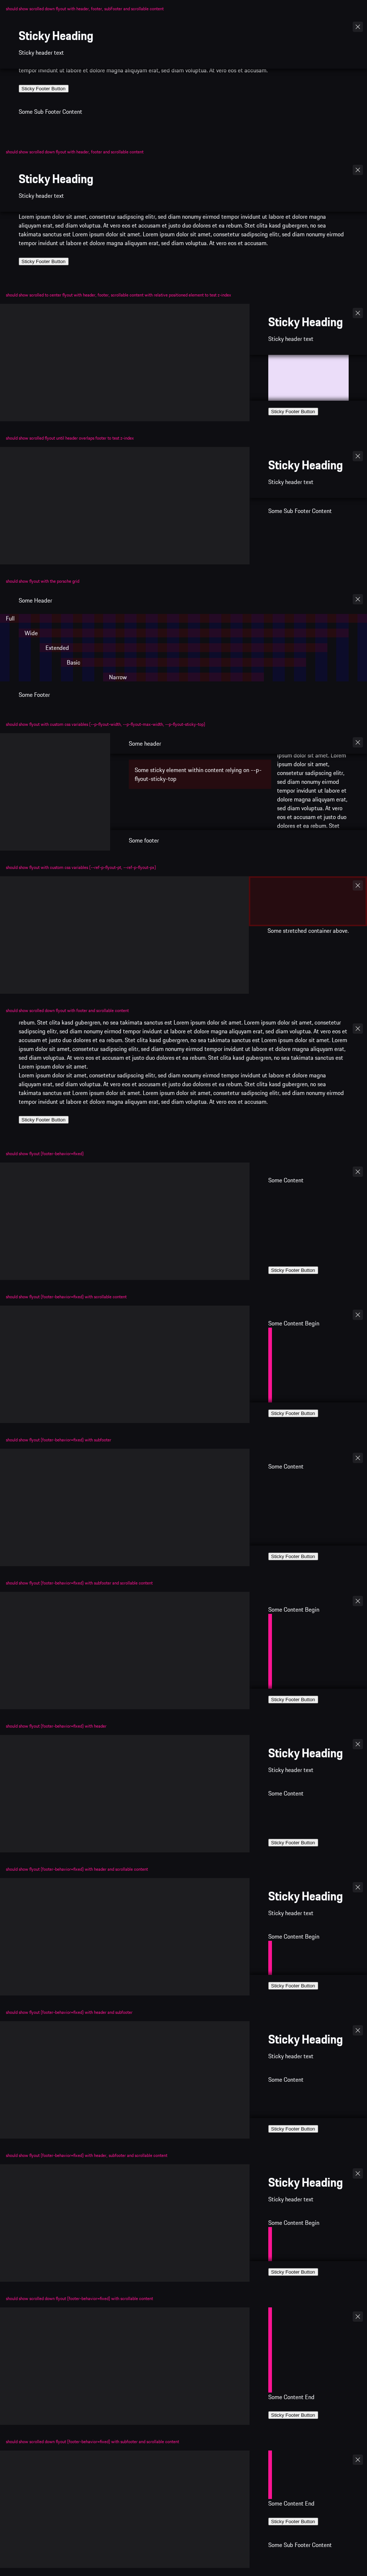 should show scrolled down flyout with header, footer, subFooter and scrollable content
Sticky Heading
Sticky header text
tempor invidunt ut labore et dolore magna aliquyam erat, sed diam voluptua. At vero eos et accusam.
Sticky Footer Button
Some Sub Footer Content
should show scrolled down flyout with header, footer and scrollable content
Sticky Heading
Sticky header text
Lorem ipsum dolor sit amet, consetetur sadipscing elitr, sed diam nonumy eirmod tempor invidunt ut labore et dolore magna
aliquyam erat, sed diam voluptua. At vero eos et accusam et justo duo dolores et ea rebum. Stet clita kasd gubergren, no sea
takimata sanctus est Lorem ipsum dolor sit amet. Lorem ipsum dolor sit amet, consetetur sadipscing elitr, sed diam nonumy eirmod
tempor invidunt ut labore et dolore magna aliquyam erat, sed diam voluptua. At vero eos et accusam.
Sticky Footer Button
should show scrolled to center flyout with header, footer, scrollable content with relative positioned element to test z-index
Sticky Heading
Sticky header text
Sticky Footer Button
should show scrolled flyout until header overlaps footer to test z-index
Sticky Heading
Sticky header text
Some Sub Footer Content
should show flyout with the porsche grid
Some Header
Full
Wide
Extended
Basic
Narrow
Some Footer
should show flyout with custom css variables (--p-flyout-width, --p-flyout-max-width, --p-flyout-sticky-top)
Some header
Some sticky element within content relying on --p-
flyout-sticky-top
ipsum dolor sit amet. Lorem
ipsum dolor sit amet,
consetetur sadipscing elitr,
sed diam nonumy eirmod
tempor invidunt ut labore et
dolore magna aliquyam erat,
sed diam voluptua. At vero
eos et accusam et justo duo
dolores et ea rebum. Stet
Some footer
should show flyout with custom css variables (--ref-p-flyout-pt, --ref-p-flyout-px)
Some stretched container above.
should show scrolled down flyout with footer and scrollable content
rebum. Stet clita kasd gubergren, no sea takimata sanctus est Lorem ipsum dolor sit amet. Lorem ipsum dolor sit amet, consetetur
sadipscing elitr, sed diam nonumy eirmod tempor invidunt ut labore et dolore magna aliquyam erat, sed diam voluptua. At vero eos
et accusam et justo duo dolores et ea rebum. Stet clita kasd gubergren, no sea takimata sanctus est Lorem ipsum dolor sit amet.
Lorem ipsum dolor sit amet, consetetur sadipscing elitr, sed diam nonumy eirmod tempor invidunt ut labore et dolore magna aliquyam
erat, sed diam voluptua. At vero eos et accusam et justo duo dolores et ea rebum. Stet clita kasd gubergren, no sea takimata sanctus
est Lorem ipsum dolor sit amet.
Lorem ipsum dolor sit amet, consetetur sadipscing elitr, sed diam nonumy eirmod tempor invidunt ut labore et dolore magna
aliquyam erat, sed diam voluptua. At vero eos et accusam et justo duo dolores et ea rebum. Stet clita kasd gubergren, no sea
takimata sanctus est Lorem ipsum dolor sit amet. Lorem ipsum dolor sit amet, consetetur sadipscing elitr, sed diam nonumy eirmod
tempor invidunt ut labore et dolore magna aliquyam erat, sed diam voluptua. At vero eos et accusam.
Sticky Footer Button
should show flyout (footer-behavior=fixed)
Some Content
Sticky Footer Button
should show flyout (footer-behavior=fixed) with scrollable content
Some Content Begin
Sticky Footer Button
should show flyout (footer-behavior=fixed) with subfooter
Some Content
Sticky Footer Button
should show flyout (footer-behavior=fixed) with subfooter and scrollable content
Some Content Begin
Sticky Footer Button
should show flyout (footer-behavior=fixed) with header
Sticky Heading
Sticky header text
Some Content
Sticky Footer Button
should show flyout (footer-behavior=fixed) with header and scrollable content
Sticky Heading
Sticky header text
Some Content Begin
Sticky Footer Button
should show flyout (footer-behavior=fixed) with header and subfooter
Sticky Heading
Sticky header text
Some Content
Sticky Footer Button
should show flyout (footer-behavior=fixed) with header, subfooter and scrollable content
Sticky Heading
Sticky header text
Some Content Begin
Sticky Footer Button
should show scrolled down flyout (footer-behavior=fixed) with scrollable content
Some Content End
Sticky Footer Button
should show scrolled down flyout (footer-behavior=fixed) with subfooter and scrollable content
Some Content End
Sticky Footer Button
Some Sub Footer Content